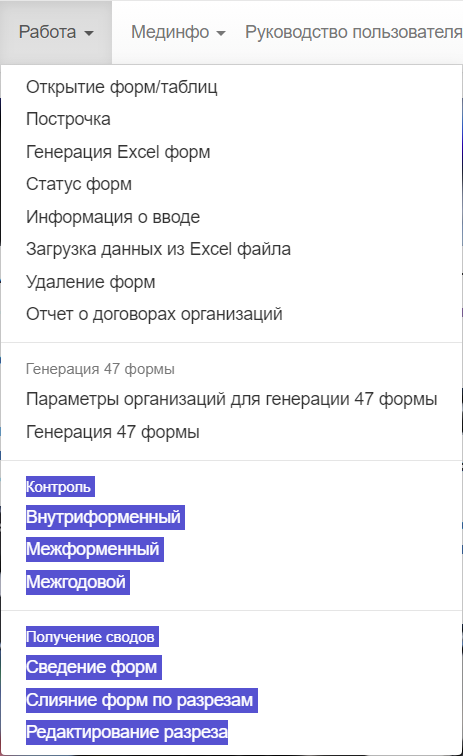 Работа Мединфо Руководство пользователя
Открытие форм/таблиц
Построчка
Генерация Excel форм
Статус форм
Информация о вводе
Загрузка данных из Excel файла
Удаление форм
Отчет о договорах организаций
Генерация 47 формы
Параметры организаций для генерации 47 формы
Генерация 47 формы
Контроль
Внутриформенный
Межформенный
Межгодовой
Получение сводов
Сведение форм
Слияние форм по разрезам
Редактирование разреза